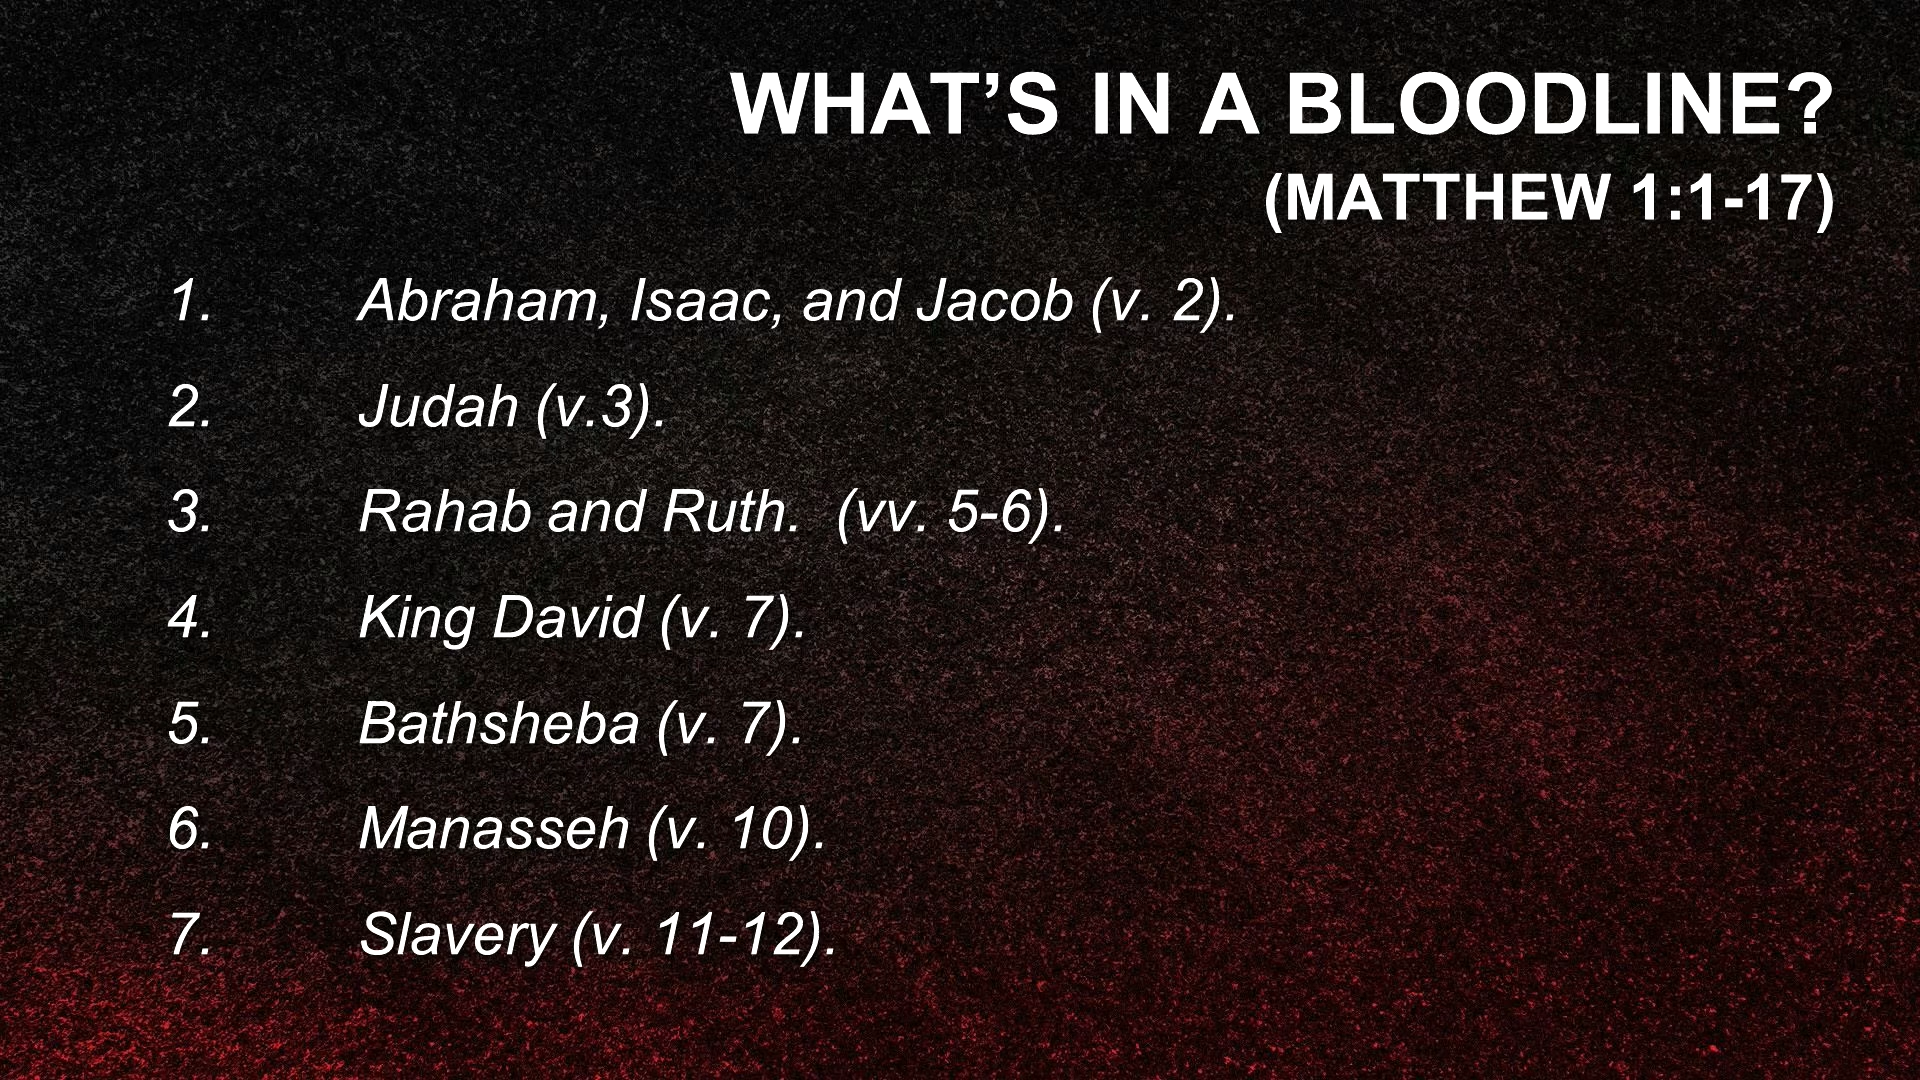 WHAT’S IN A BLOODLINE?
(MATTHEW 1:1-17)
1. Abraham, Isaac, and Jacob (v. 2).
2. Judah (v.3).
3. Rahab and Ruth.  (vv. 5-6).
4. King David (v. 7).
5. Bathsheba (v. 7).
6. Manasseh (v. 10).
7. Slavery (v. 11-12).